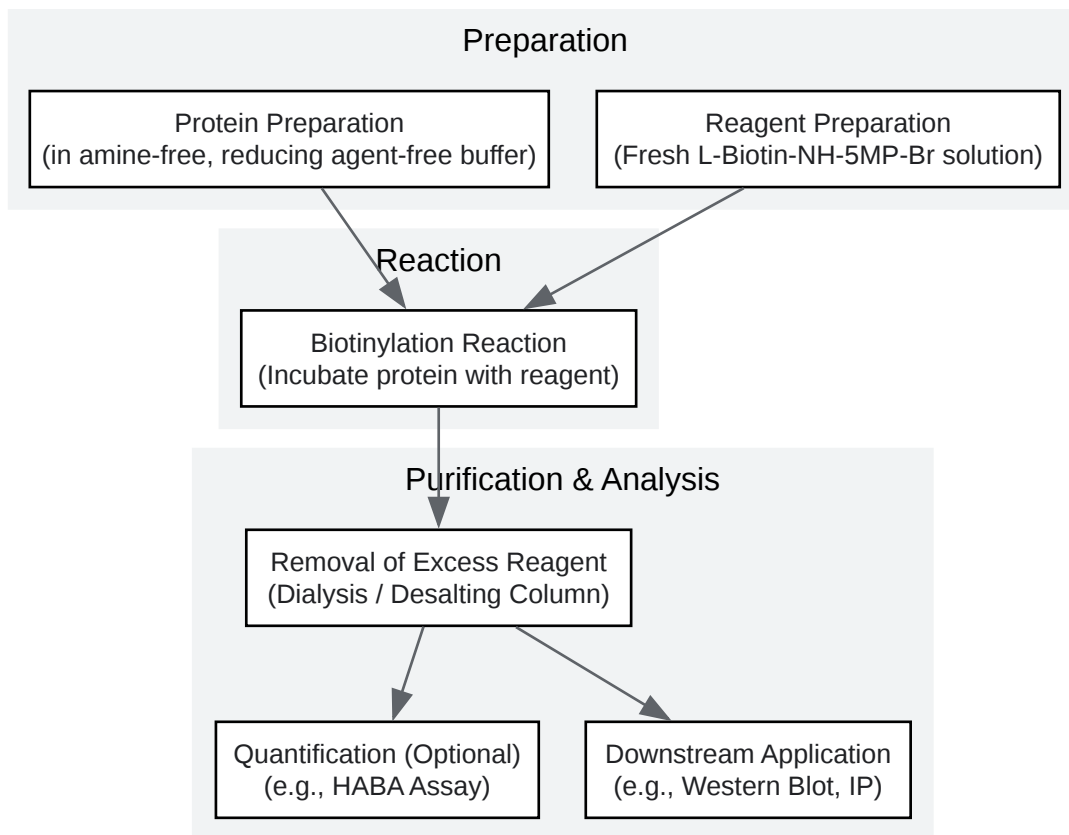 Preparation
Protein Preparation
(in amine-free, reducing agent-free buffer)
Reagent Preparation
(Fresh L-Biotin-NH-5MP-Br solution)
Reaction
Biotinylation Reaction
(Incubate protein with reagent)
Purification & Analysis
Removal of Excess Reagent
(Dialysis / Desalting Column)
Quantification (Optional)
(e.g., HABA Assay)
Downstream Application
(e.g., Western Blot, IP)